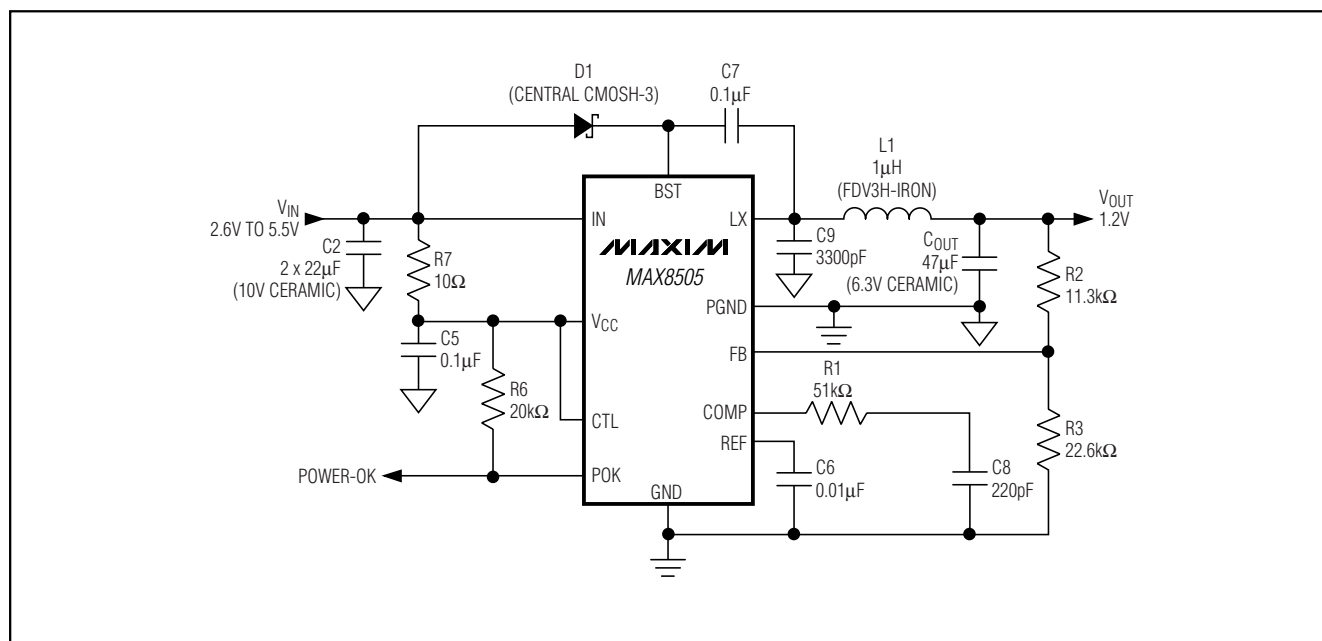 D1
(CENTRAL CMOSH-3)
C7
0.1µF
L1
1µH
(FDV3H-IRON)
VIN
2.6V TO 5.5V
C2
2 x 22µF
(10V CERAMIC)
R7
10Ω
C5
0.1µF
R6
20kΩ
POWER-OK
BST
IN
LX
MAXIM
MAX8505
PGND
VCC
FB
CTL
COMP
REF
POK
GND
C9
3300pF
COUT
47µF
(6.3V CERAMIC)
VOUT
1.2V
R2
11.3kΩ
R1
51kΩ
R3
22.6kΩ
C6
0.01µF
C8
220pF